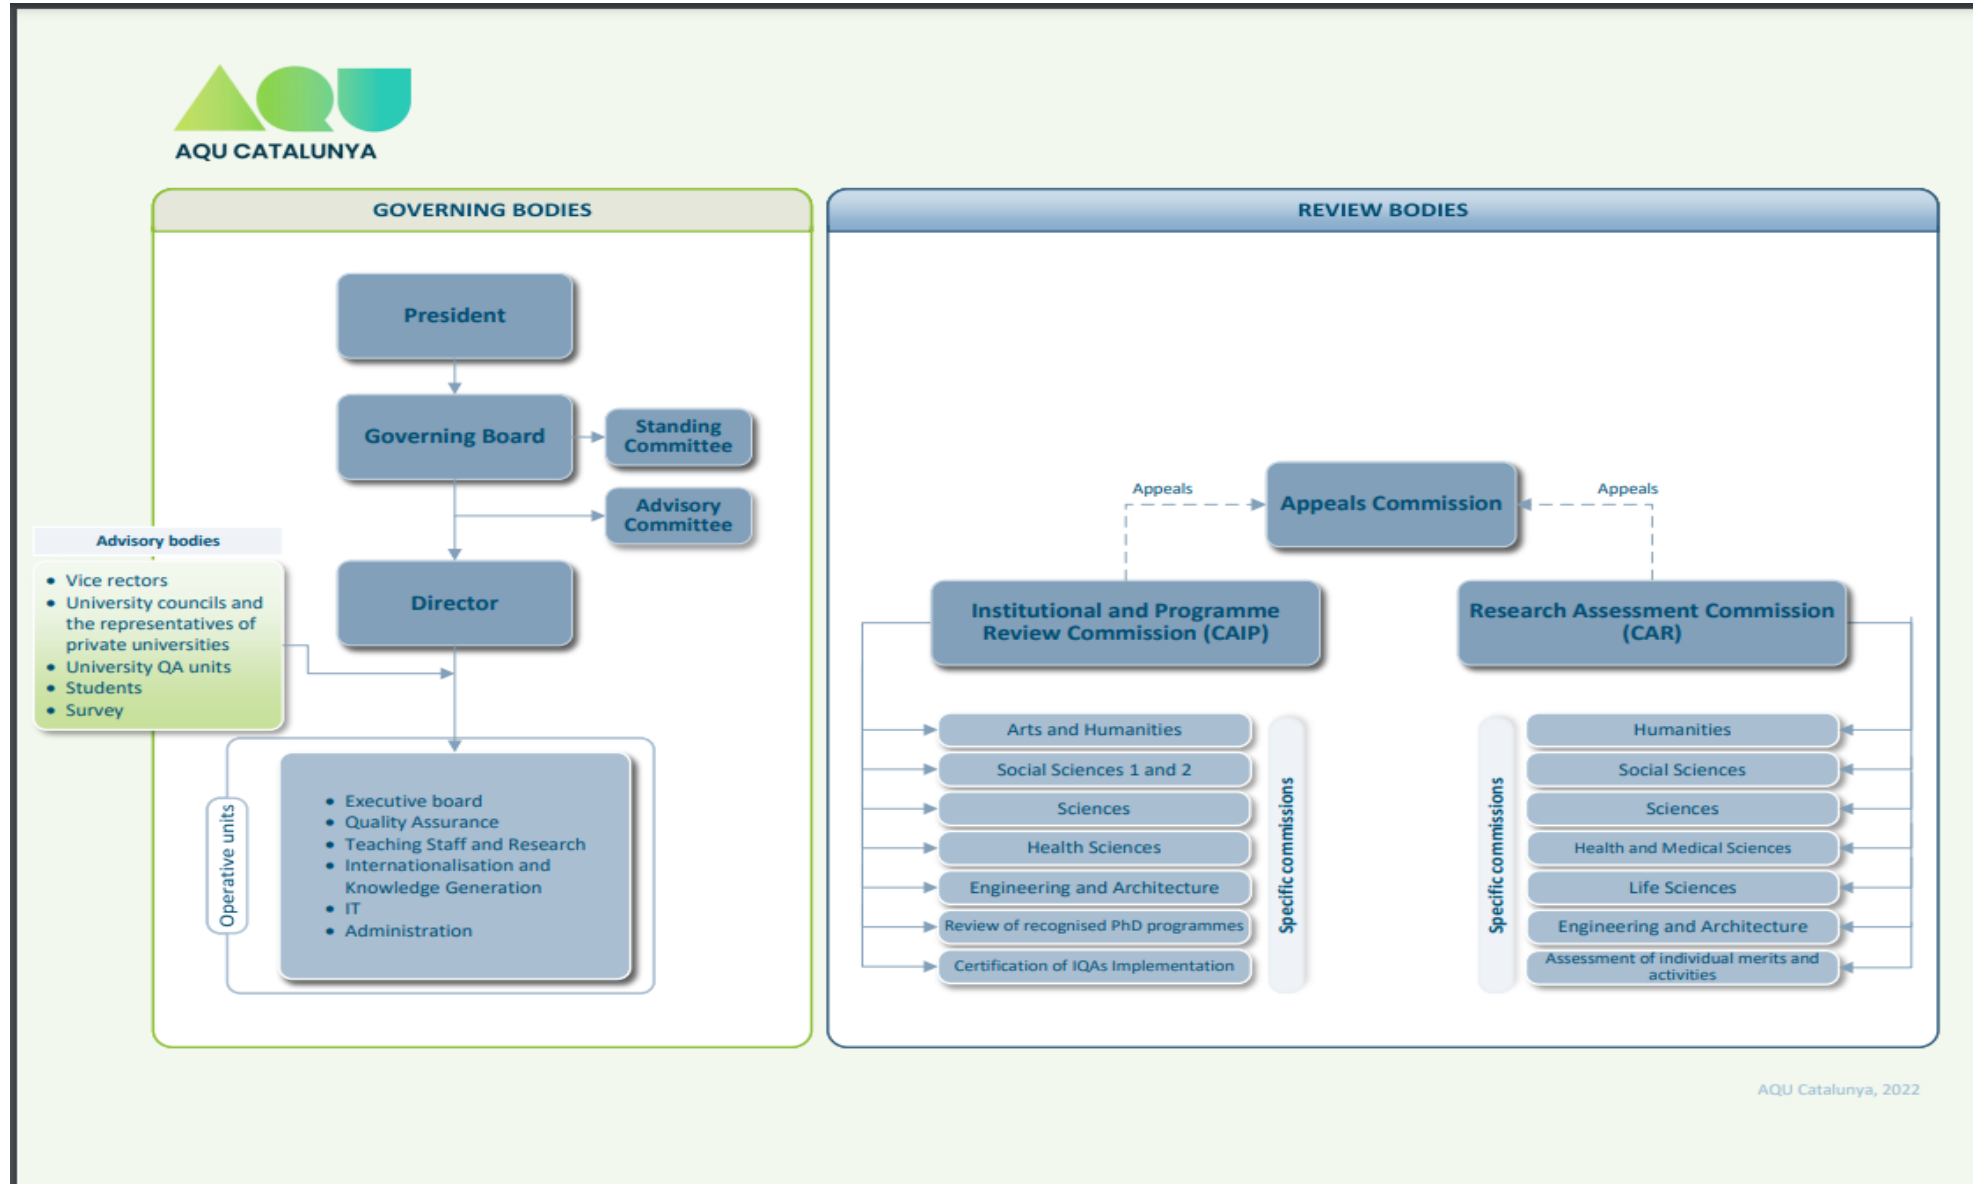 AQU
AQU CATALUNYA
GOVERNING BODIES
President
Governing Board
Standing
Committee
Advisory
Committee
Director
Advisory bodies
• Vice rectors
• University councils and
the representatives of
private universities
• University QA units
• Students
• Survey
Operative units
• Executive board
• Quality Assurance
• Teaching Staff and Research
• Internationalisation and
Knowledge Generation
• IT
• Administration
REVIEW BODIES
Appeals
Appeals Commission
Appeals
Institutional and Programme
Review Commission (CAIP)
Arts and Humanities
Social Sciences 1 and 2
Sciences
Health Sciences
Engineering and Architecture
Review of recognised PhD programmes
Certification of IQAs Implementation
Specific commissions
Research Assessment Commission
(CAR)
Specific commissions
Humanities
Social Sciences
Sciences
Health and Medical Sciences
Life Sciences
Engineering and Architecture
Assessment of individual merits and
activities
AQU Catalunya, 2022